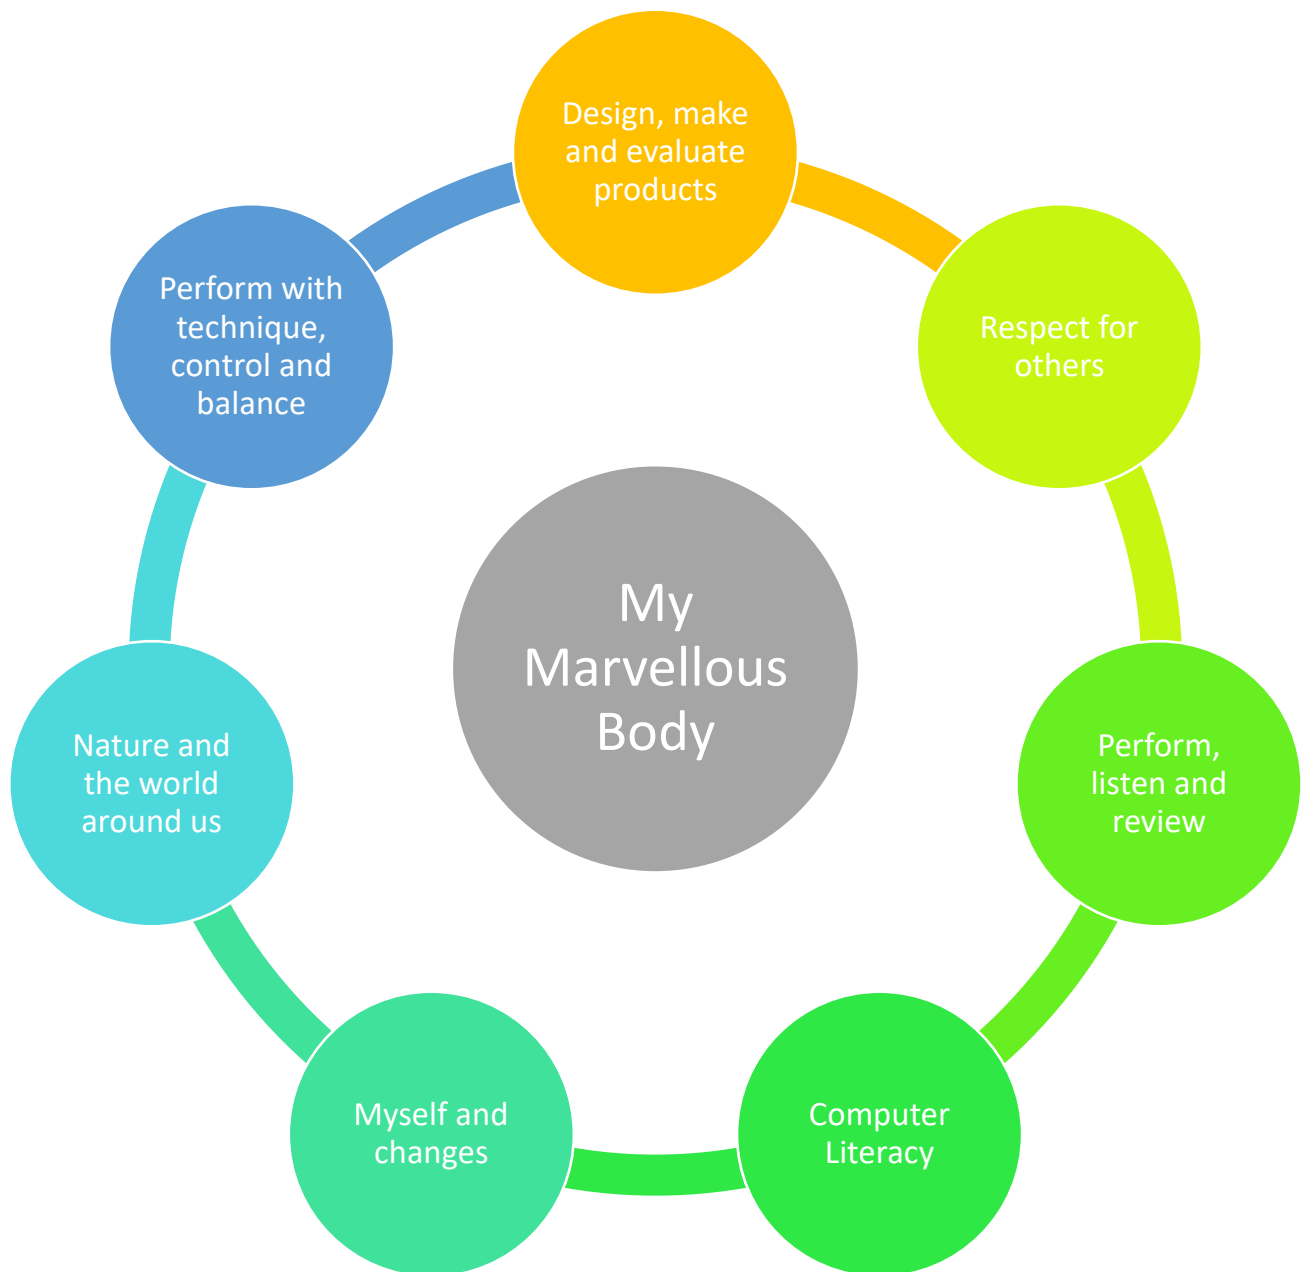 Design, make
and evaluate
products
Respect for
others
Perform,
listen and
review
Computer
Literacy
Myself and
changes
Nature and
the world
around us
Perform with
technique,
control and
balance
My
Marvellous
Body